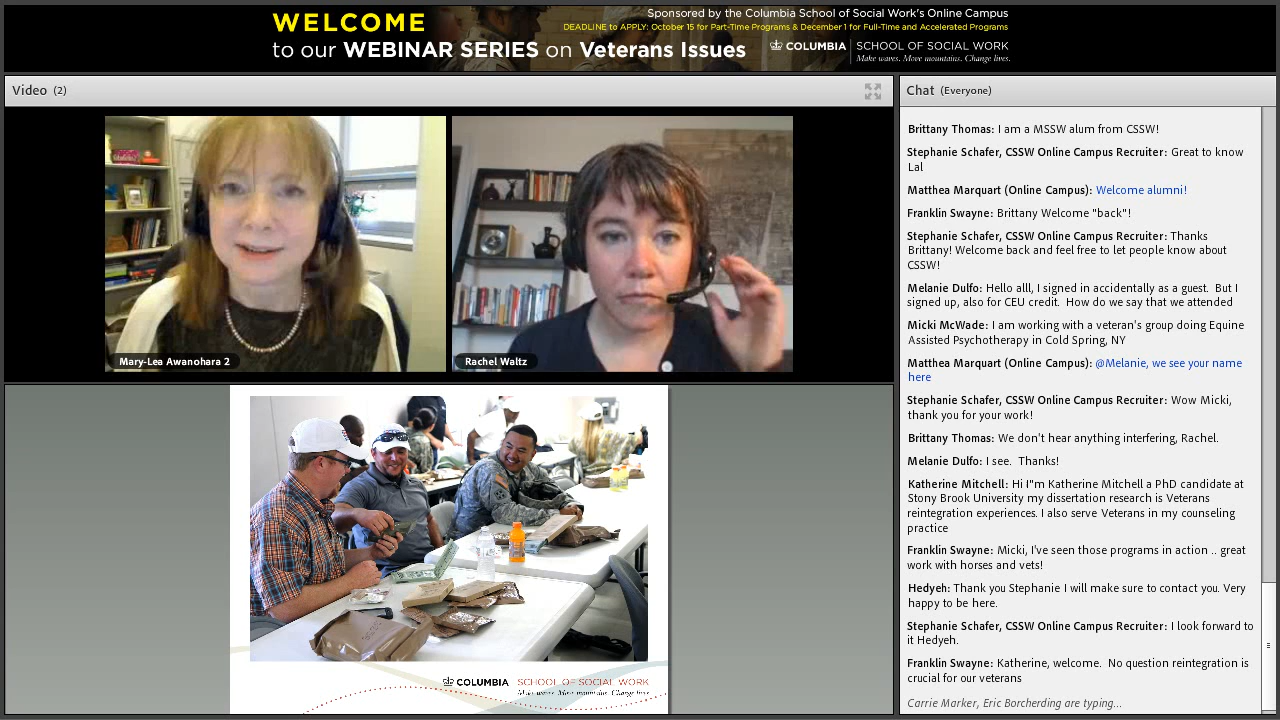 WELCOME
Sponsored by the Columbia School of Social Work's Online Campus
DEADLINE to APPLY: October 15 for Part-Time Programs & December 1 for Full-Time and Accelerated Programs
to our WEBINAR SERIES on Veterans Issues
COLUMBIA SCHOOL OF SOCIAL WORK
Make waves. Move mountains. Change lives.
Video (2)
Mary-Lea Awanohara 2
Rachel Waltz
COLUMBIA SCHOOL OF SOCIAL WORK
Make waves. Move mountains. Change lives.
Chat (Everyone)
Brittany Thomas: I am a MSSW alum from CSSW!
Stephanie Schafer, CSSW Online Campus Recruiter: Great to know
Lal
Matthea Marquart (Online Campus): Welcome alumni!
Franklin Swayne: Brittany Welcome "back"!
Stephanie Schafer, CSSW Online Campus Recruiter: Thanks
Brittany! Welcome back and feel free to let people know about
CSSW!
Melanie Dulfo: Hello alll, I signed in accidentally as a guest. But I
signed up, also for CEU credit. How do we say that we attended
Micki McWade: I am working with a veteran's group doing Equine
Assisted Psychotherapy in Cold Spring, NY
Matthea Marquart (Online Campus): @Melanie, we see your name
here
Stephanie Schafer, CSSW Online Campus Recruiter: Wow Micki,
thank you for your work!
Brittany Thomas: We don't hear anything interfering, Rachel.
Melanie Dulfo: I see. Thanks!
Katherine Mitchell: Hi I"m Katherine Mitchell a PhD candidate at
Stony Brook University my dissertation research is Veterans
reintegration experiences. I also serve Veterans in my counseling
practice
Franklin Swayne: Micki, I've seen those programs in action .. great
work with horses and vets!
Hedyeh: Thank you Stephanie I will make sure to contact you. Very
happy to be here.
Stephanie Schafer, CSSW Online Campus Recruiter: I look forward to
it Hedyeh.
Franklin Swayne: Katherine, welcome. No question reintegration is
crucial for our veterans
Carrie Marker, Eric Borcherding are typing...